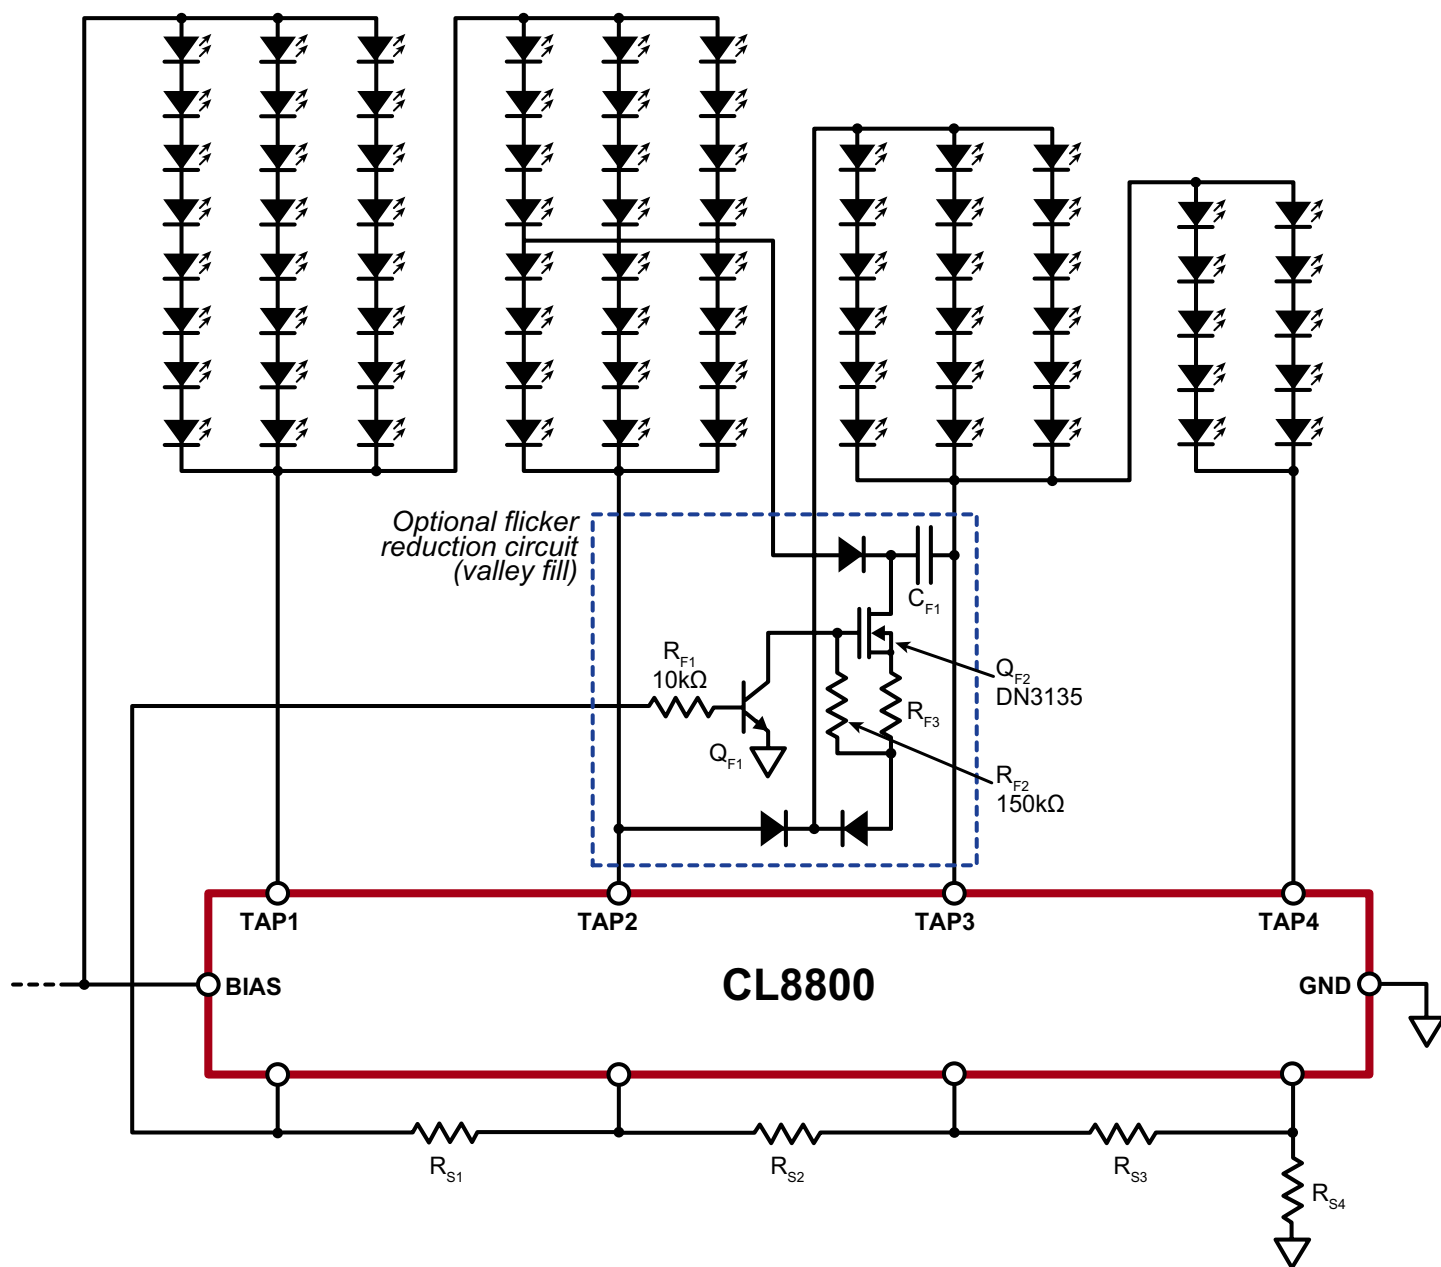 Optional flicker
reduction circuit
(valley fill)
CF1
RF1
10kΩ
QF2
DN3135
RF3
QF1
RF2
150kΩ
TAP1
TAP2
TAP3
TAP4
BIAS
CL8800
GND
RS1
RS2
RS3
RS4